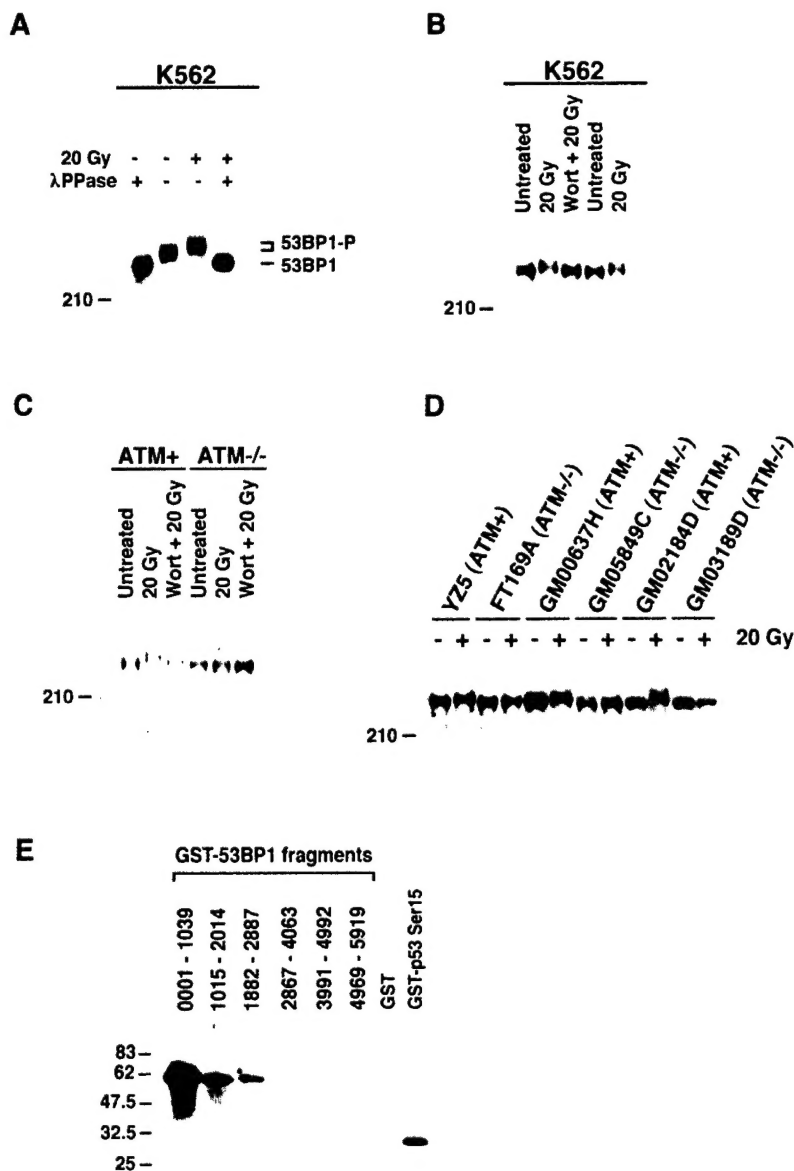 A
K562
20 Gy - - + +
λPPase + - - +
53BP1-P
53BP1
210
B
K562
Untreated
20 Gy
Wort + 20 Gy
Untreated
20 Gy
210
C
ATM+ ATM-/-
Untreated
20 Gy
Wort + 20 Gy
Untreated
20 Gy
Wort + 20 Gy
210
D
YZ5 (ATM+)
FT169A (ATM-/-)
GM00637H (ATM+)
GM05849C (ATM-/-)
GM02184D (ATM+)
GM03189D (ATM-/-)
- + - + - + - + - + - + 20 Gy
210
E
GST-53BP1 fragments
0001 - 1039
1015 - 2014
1882 - 2887
2867 - 4063
3991 - 4992
4969 - 5919
GST
GST-p53 Ser15
83
62
47.5
32.5
25